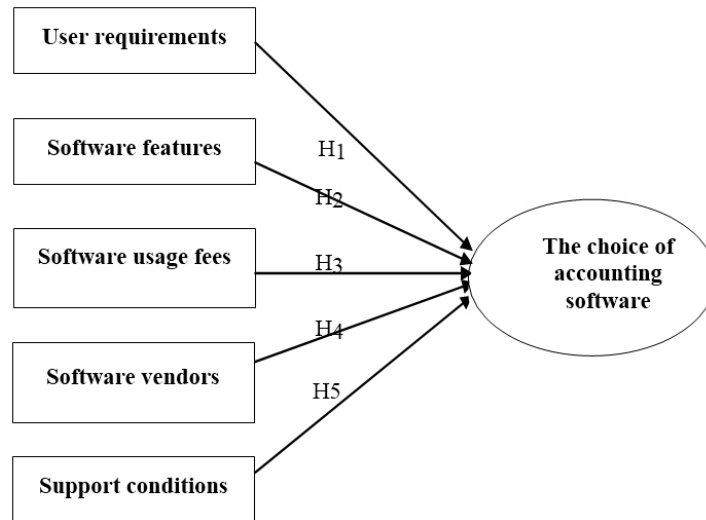 User requirements
Software features
H1
H2
Software usage fees
H3
The choice of
accounting
software
H4
Software vendors
H5
Support conditions